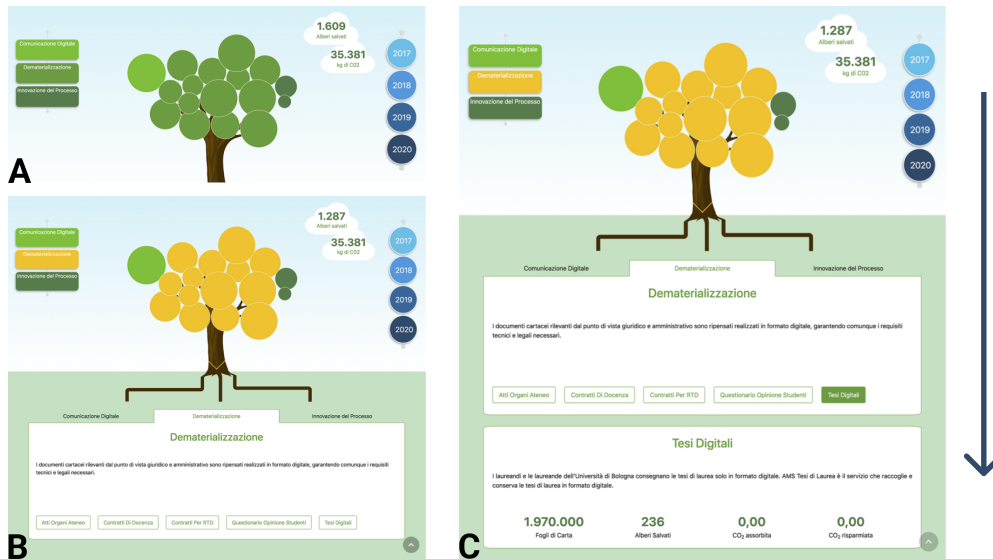 1.609
Alberi salvati
35.381
kg di CO2
Comunicazione Digitale
Dematerializzazione
Innovazione del Processo
2017
2018
2019
2020
A
1.287
Alberi salvati
35.381
kg di CO2
Comunicazione Digitale
Dematerializzazione
Innovazione del Processo
2017
2018
2019
2020
Comunicazione Digitale
Dematerializzazione
Innovazione del Processo
Dematerializzazione
I documenti cartacei rilevanti dal punto di vista giuridico e amministrativo sono ripensati realizzati in formato digitale, garantendo comunque i requisiti
tecnici e legali necessari.
Atti Organi Ateneo
Contratti Di Docenza
Contratti Per RTD
Questionario Opinione Studenti
Tesi Digitali
B
1.287
Alberi salvati
35.381
kg di CO2
Comunicazione Digitale
Dematerializzazione
Innovazione del Processo
2017
2018
2019
2020
Comunicazione Digitale
Dematerializzazione
Innovazione del Processo
Dematerializzazione
I documenti cartacei rilevanti dal punto di vista giuridico e amministrativo sono ripensati realizzati in formato digitale, garantendo comunque i requisiti
tecnici e legali necessari.
Atti Organi Ateneo
Contratti Di Docenza
Contratti Per RTD
Questionario Opinione Studenti
Tesi Digitali
Tesi Digitali
I laureandi e le laureande dell'Università di Bologna consegnano le tesi di laurea solo in formato digitale. AMS Tesi di Laurea è il servizio che raccoglie e
conserva le tesi di laurea in formato digitale.
1.970.000
Fogli di Carta
236
Alberi Salvati
0,00
CO₂ assorbita
0,00
CO₂ risparmiata
C